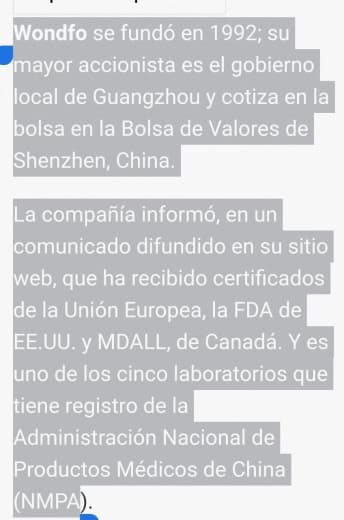 Wondfo se fundó en 1992; su
mayor accionista es el gobierno
local de Guangzhou y cotiza en la
bolsa en la Bolsa de Valores de
Shenzhen, China.
La compañía informó, en un
comunicado difundido en su sitio
web, que ha recibido certificados
de la Unión Europea, la FDA de
EE.UU. y MDALL, de Canadá. Y es
uno de los cinco laboratorios que
tiene registro de la
Administración Nacional de
Productos Médicos de China
(NMPA).